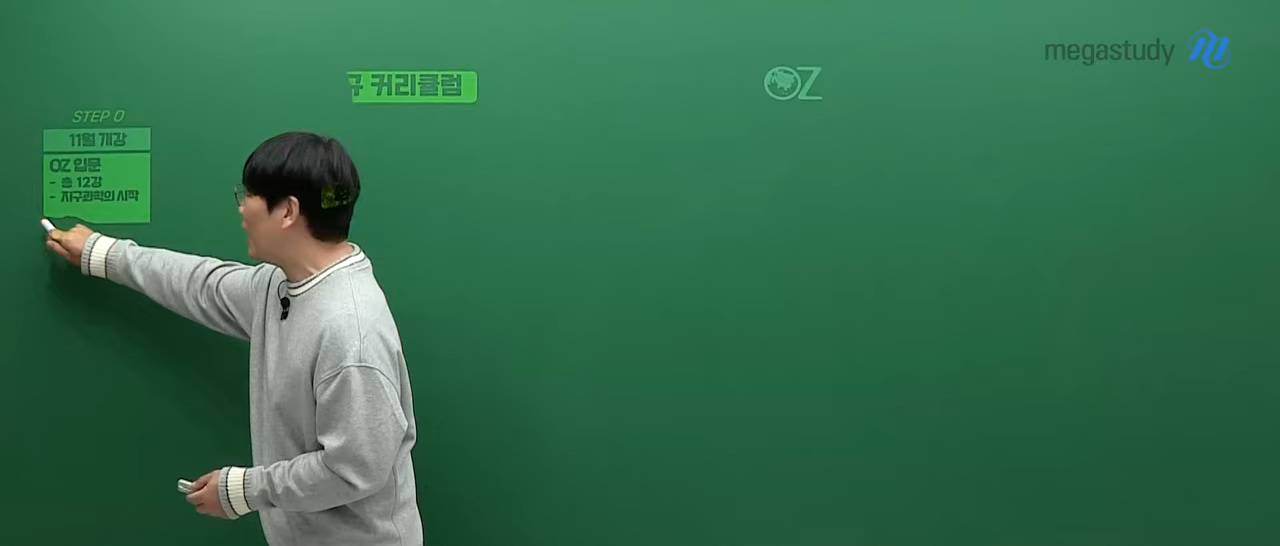 megastudy
커리큘럼
OZ
STEP 0
11월 개강
OZ 입문
- 총 12강
- 지구과학의 시작